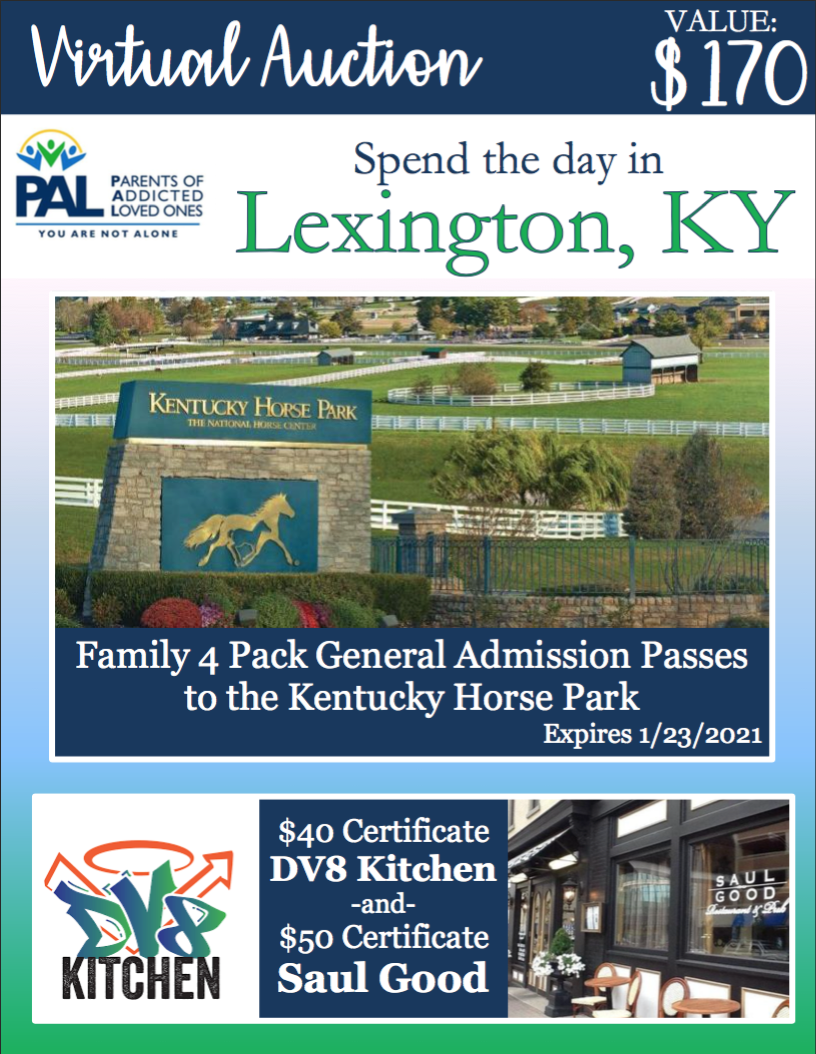 Virtual Auction
VALUE:
$170
PAL
PARENTS OF
ADDICTED
LOVED ONES
YOU ARE NOT ALONE
Spend the day in
Lexington, KY
KENTUCKY HORSE PARK
THE NATIONAL HORSE CENTER
Family 4 Pack General Admission Passes
to the Kentucky Horse Park
Expires 1/23/2021
DV8
KITCHEN
$40 Certificate
DV8 Kitchen
-and-
$50 Certificate
Saul Good
SAUL
GOOD
Restaurant & Pub